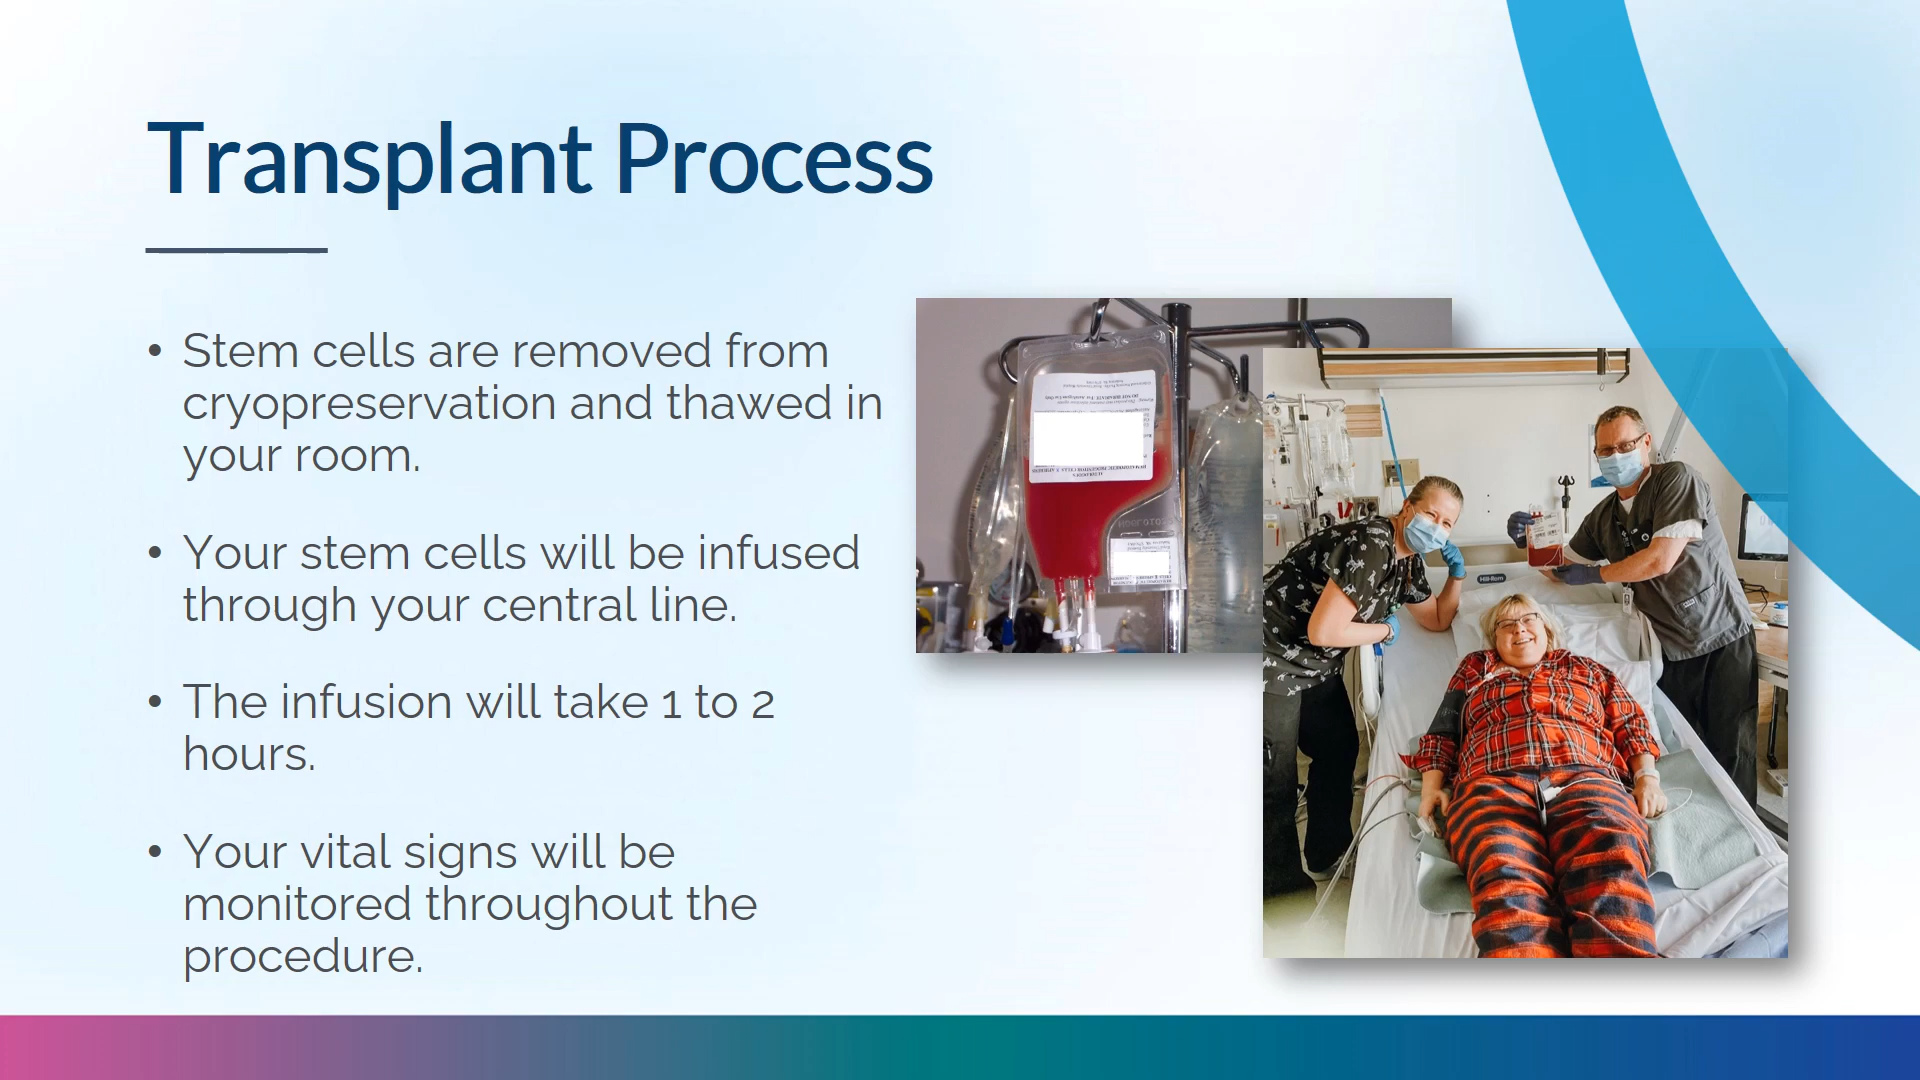 Transplant Process
• Stem cells are removed from
cryopreservation and thawed in
your room.
• Your stem cells will be infused
through your central line.
• The infusion will take 1 to 2
hours.
• Your vital signs will be
monitored throughout the
procedure.
Hill-Rom